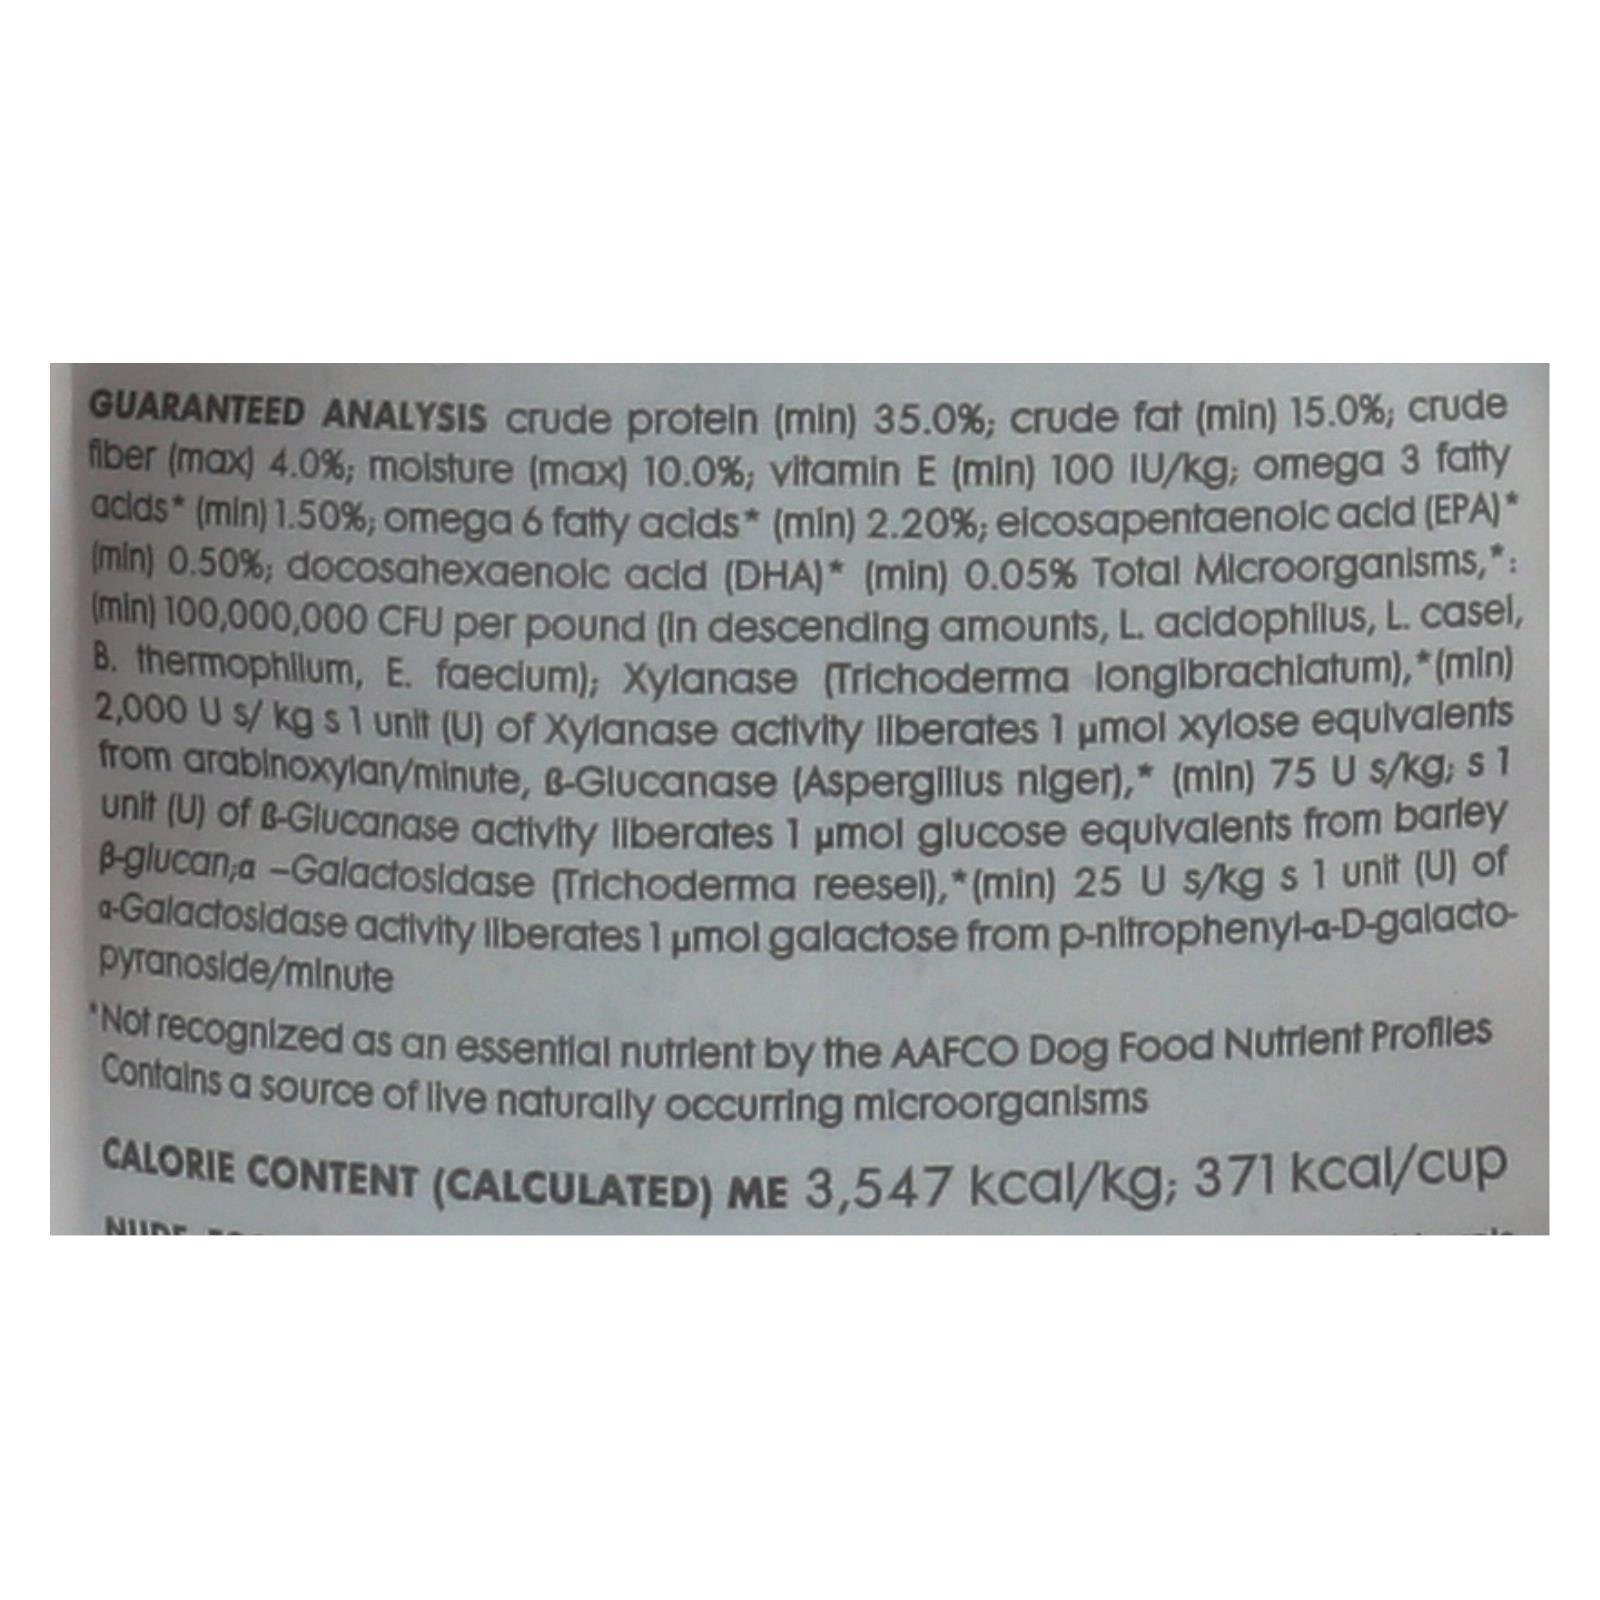 GUARANTEED ANALYSIS crude protein (min) 35.0%; crude fat (min) 15.0%; crude
fiber (max) 4.0%; moisture (max) 10.0%; vitamin E (min) 100 IU/kg; omega 3 fatty
acids* (min) 1.50%; omega 6 fatty acids* (min) 2.20%; eicosapentaenoic acid (EPA)*
(min) 0.50%; docosahexaenoic acid (DHA)* (min) 0.05% Total Microorganisms,*:
(min) 100,000,000 CFU per pound (in descending amounts, L. acidophilus, L. casei,
B. thermophilum, E. faecium); Xylanase (Trichoderma longibrachiatum),*(min)
2,000 U s/ kg s 1 unit (U) of Xylanase activity liberates 1 µmol xylose equivalents
from arabinoxylan/minute, ß-Glucanase (Aspergillus niger),* (min) 75 U s/kg; s 1
unit (U) of ß-Glucanase activity liberates 1 µmol glucose equivalents from barley
β-glucan;α –Galactosidase (Trichoderma reesei),*(min) 25 U s/kg s 1 unit (U) of
α-Galactosidase activity liberates 1 µmol galactose from p-nitrophenyl-α-D-galacto-
pyranoside/minute
*Not recognized as an essential nutrient by the AAFCO Dog Food Nutrient Profiles
Contains a source of live naturally occurring microorganisms
CALORIE CONTENT (CALCULATED) ME 3,547 kcal/kg; 371 kcal/cup